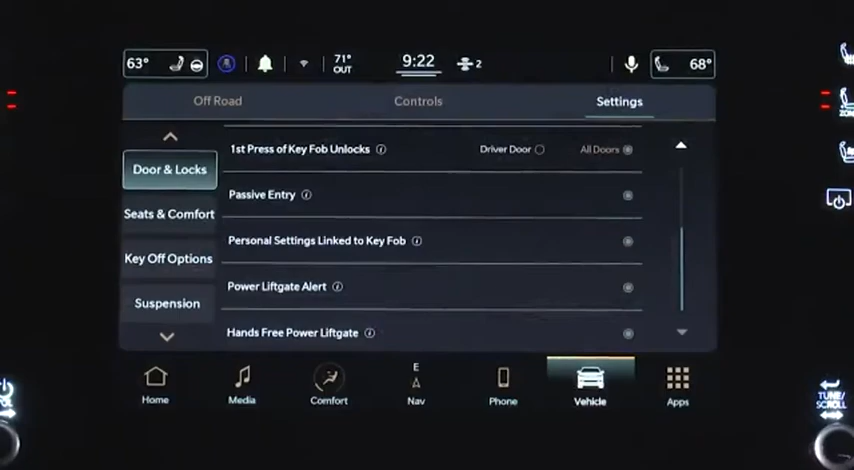 63°
71°
OUT
9:22
2
68°
Off Road
Controls
Settings
Door & Locks
Seats & Comfort
Key Off Options
Suspension
1st Press of Key Fob Unlocks
Driver Door
All Doors
Passive Entry
Personal Settings Linked to Key Fob
Power Liftgate Alert
Hands Free Power Liftgate
Home
Media
Comfort
E
A
Nav
Phone
Vehicle
Apps
TUNE/
SCROLL